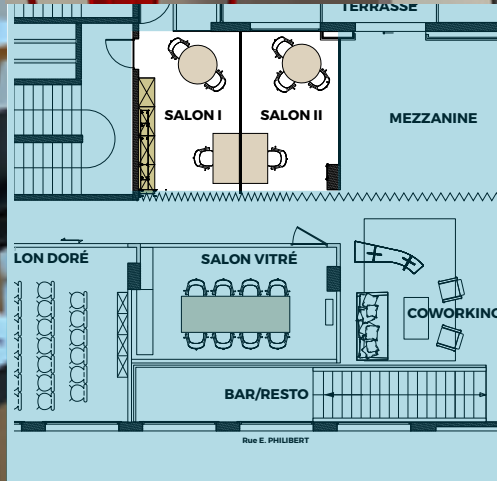 TERRASSE
SALON I
SALON II
MEZZANINE
LON DORÉ
SALON VITRÉ
COWORKING
BAR/RESTO
Rue E. PHILIBERT